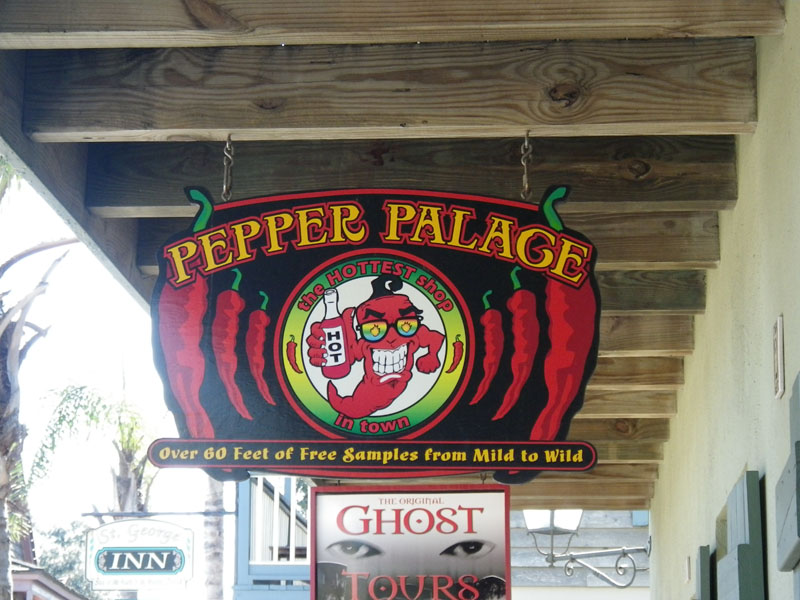 PEPPER PALACE
the HOTTEST shop
HOT
in town
Over 60 Feet of Free Samples from Mild to Wild
THE ORIGINAL
GHOST
TOURS
St. George
INN